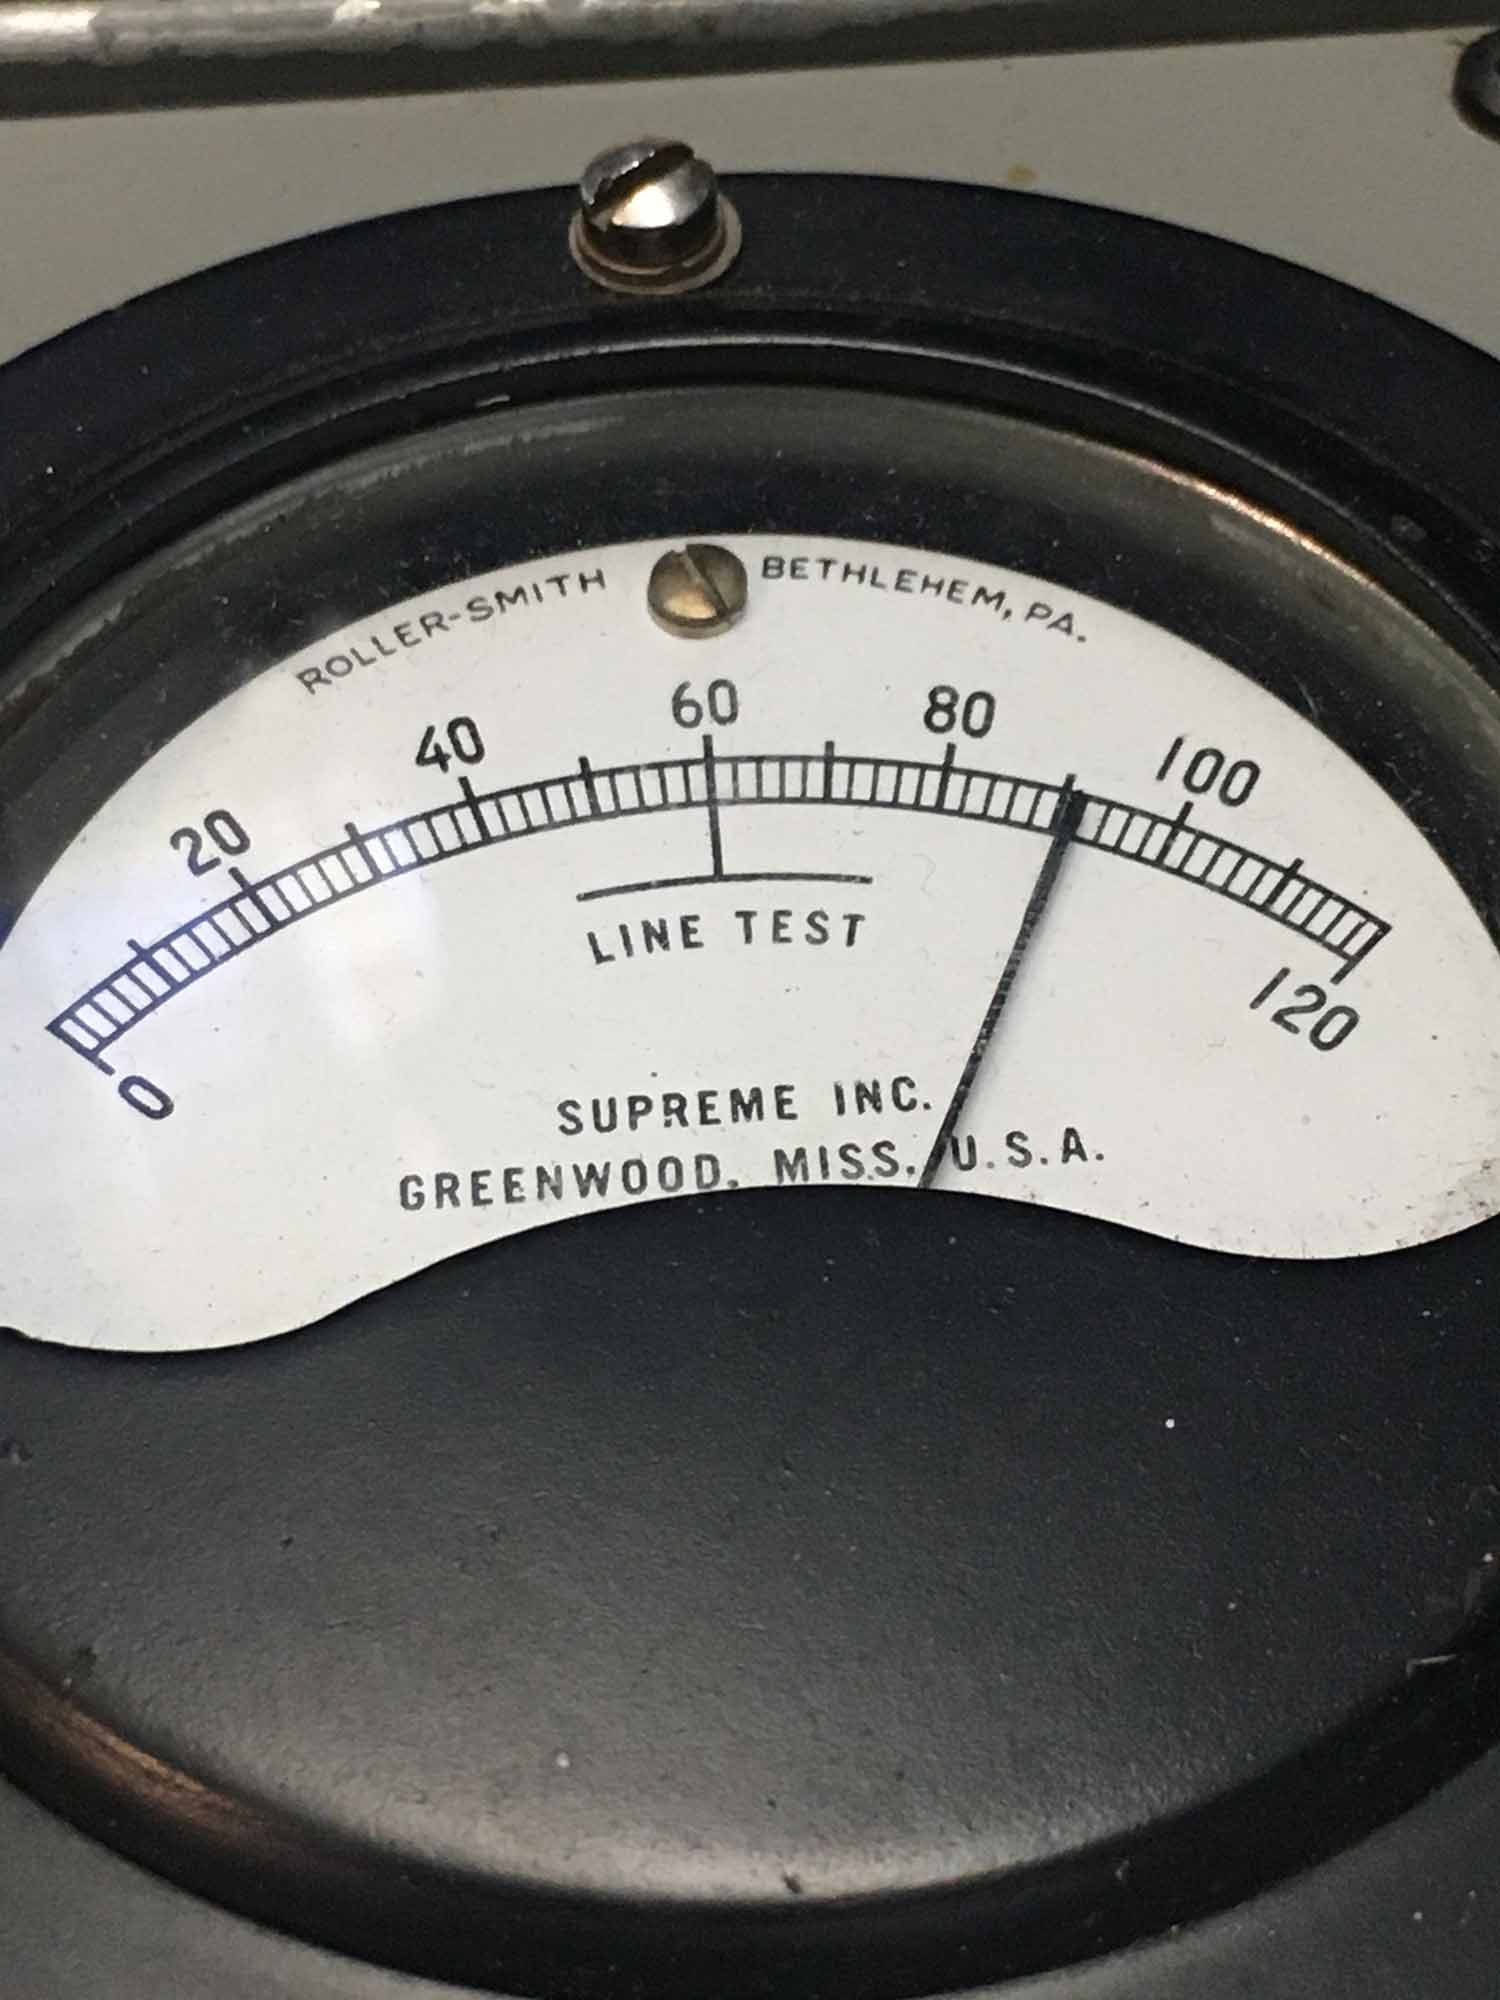 ROLLER-SMITH BETHLEHEM, PA.
0 20 40 60 80 100 120
LINE TEST
SUPREME INC.
GREENWOOD, MISS., U.S.A.